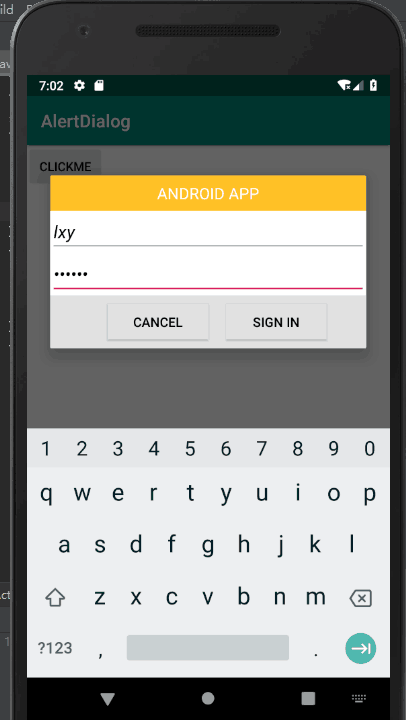 ild
7:02
AlertDialog
CLICKME
ANDROID APP
lxy
••••••
CANCEL
SIGN IN
1 2 3 4 5 6 7 8 9 0
q w e r t y u i o p
a s d f g h j k l
z x c v b n m
?123 , .